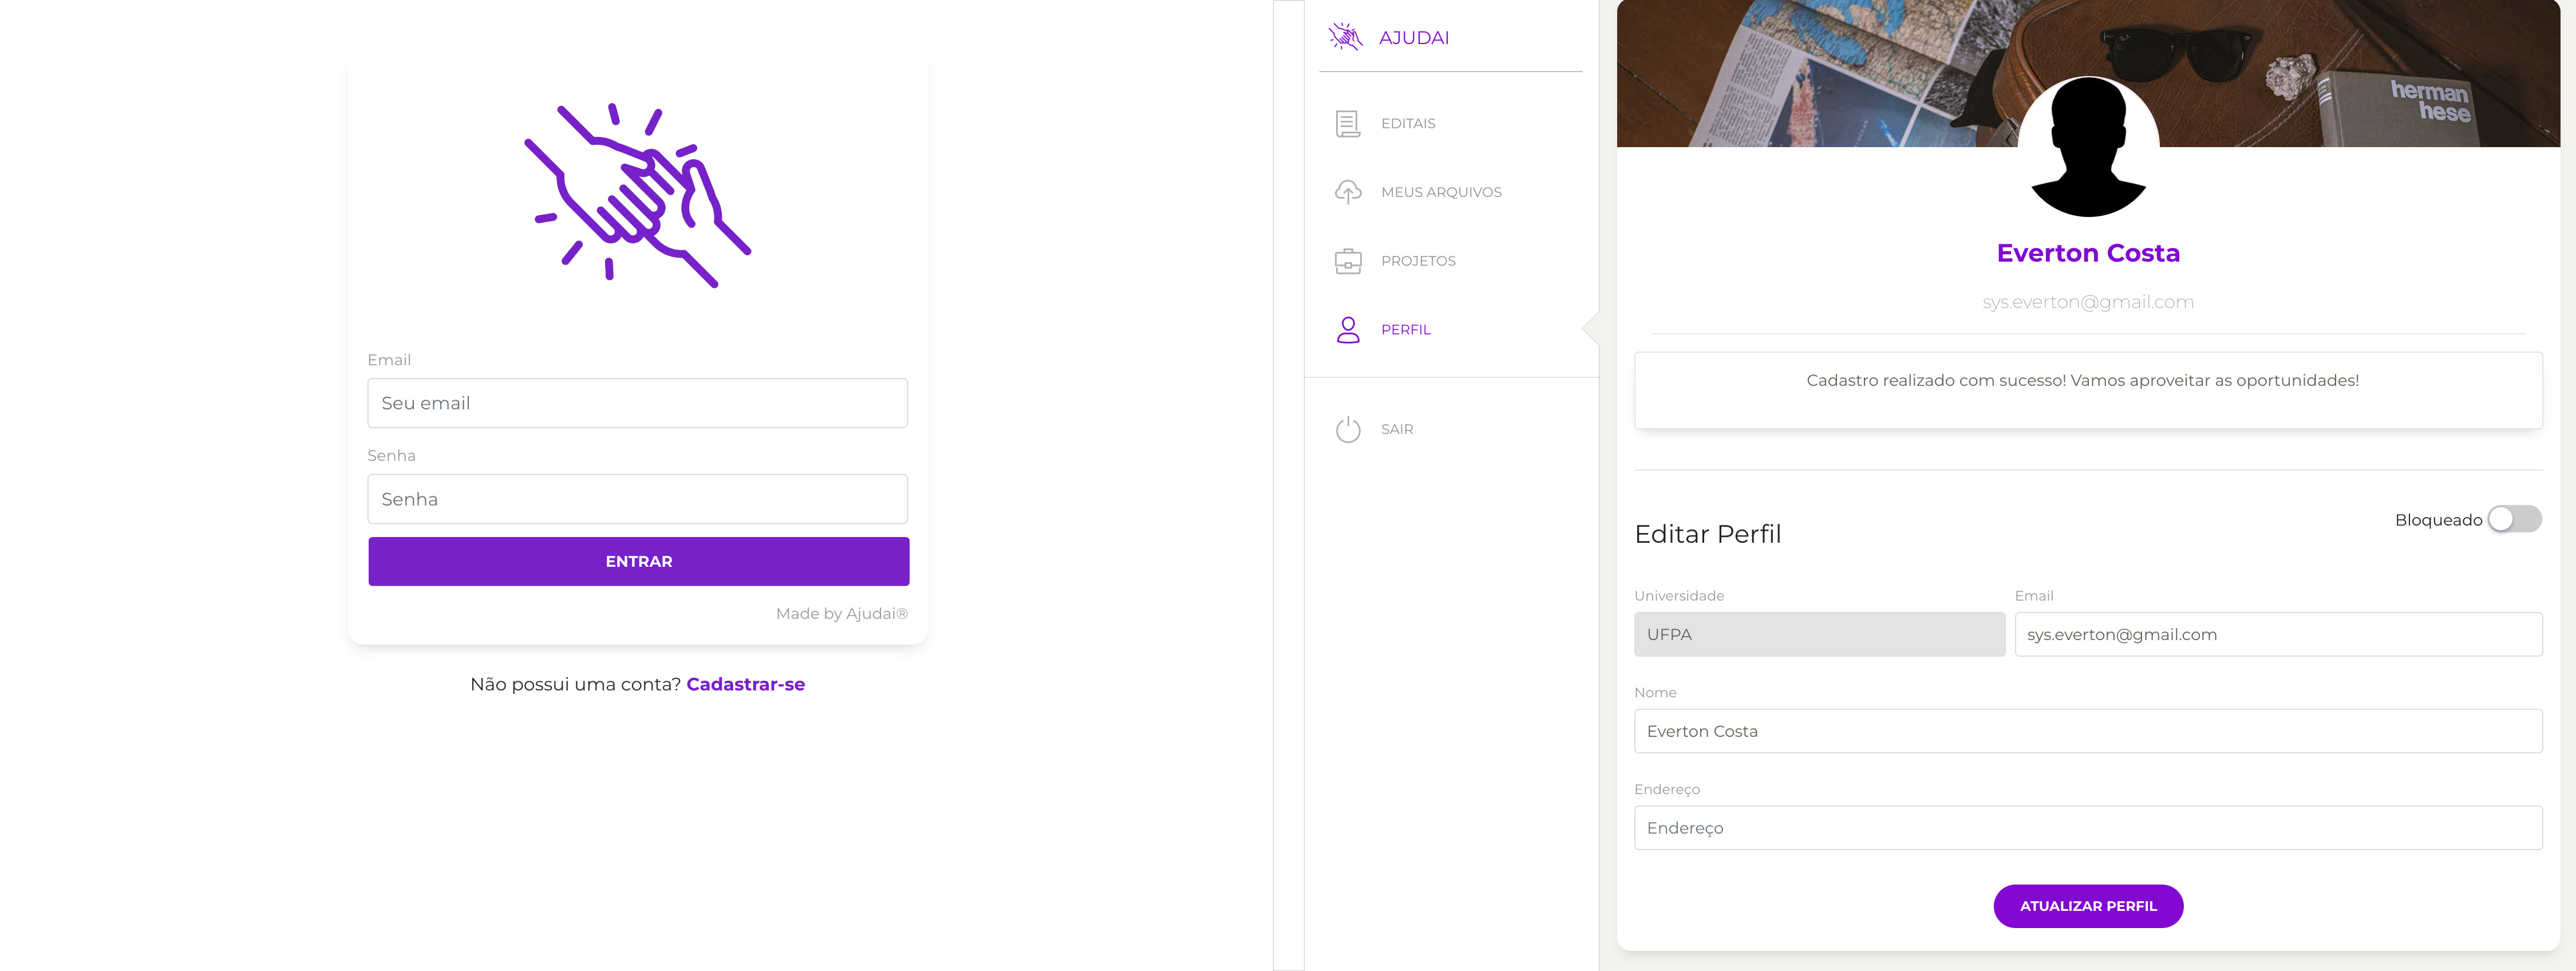 Email
Seu email
Senha
Senha
ENTRAR
Made by Ajudai®
Não possui uma conta? Cadastrar-se
AJUDAI
EDITAIS
MEUS ARQUIVOS
PROJETOS
PERFIL
SAIR
herman
hese
Everton Costa
sys.everton@gmail.com
Cadastro realizado com sucesso! Vamos aproveitar as oportunidades!
Bloqueado
Editar Perfil
Universidade
Email
UFPA
sys.everton@gmail.com
Nome
Everton Costa
Endereço
Endereço
ATUALIZAR PERFIL